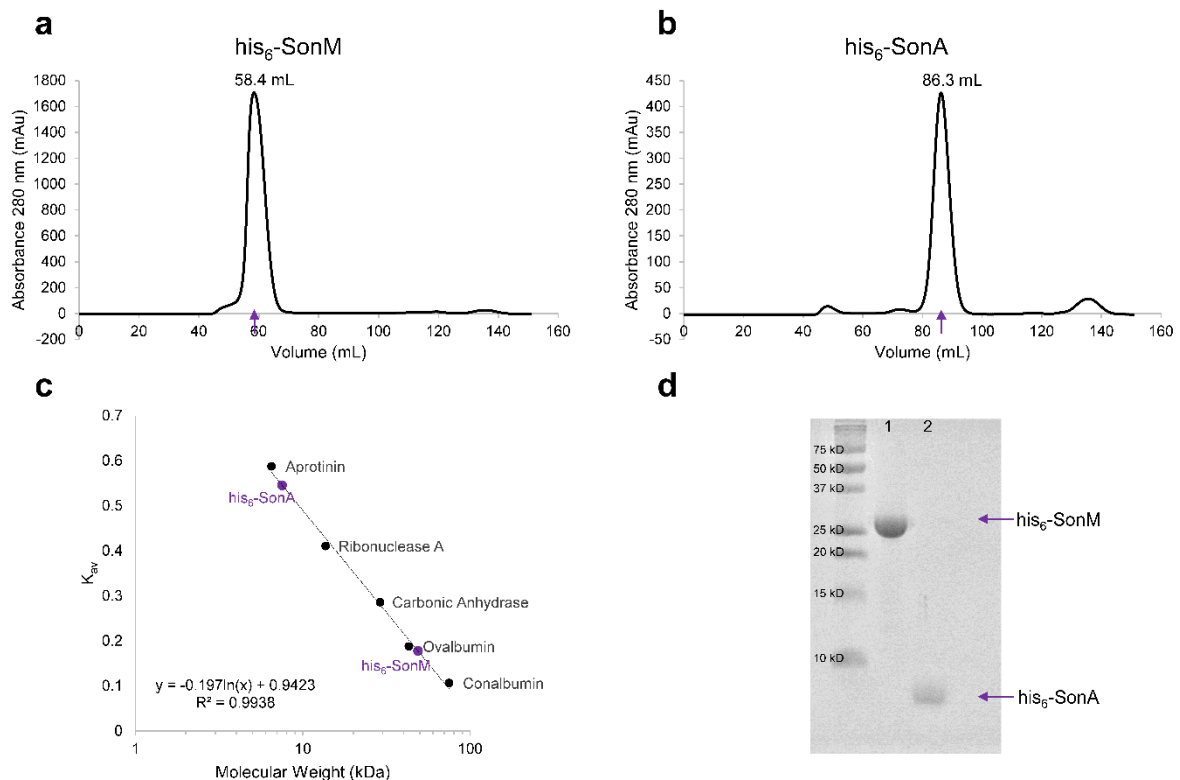 a
his₆-SonM
58.4 mL
1800
1600
1400
1200
1000
800
600
400
200
0
-200
Absorbance 280 nm (mAu)
0 20 40 60 80 100 120 140 160
Volume (mL)
b
his₆-SonA
86.3 mL
450
400
350
300
250
200
150
100
50
0
-50
Absorbance 280 nm (mAu)
0 20 40 60 80 100 120 140 160
Volume (mL)
c
0.7
0.6
0.5
0.4
0.3
0.2
0.1
0
Kav
Aprotinin
his₆-SonA
Ribonuclease A
Carbonic Anhydrase
Ovalbumin
his₆-SonM
Conalbumin
y = -0.197ln(x) + 0.9423
R² = 0.9938
1 10 100
Molecular Weight (kDa)
d
1 2
75 kD
50 kD
37 kD
25 kD
20 kD
15 kD
10 kD
his₆-SonM
his₆-SonA